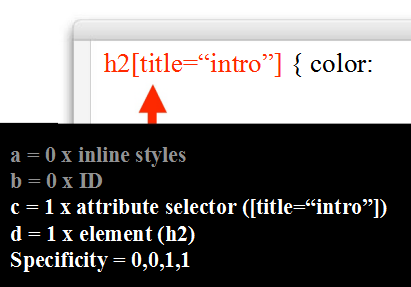 h2[title=“intro”] { color:
a = 0 x inline styles
b = 0 x ID
c = 1 x attribute selector ([title=“intro”])
d = 1 x element (h2)
Specificity = 0,0,1,1